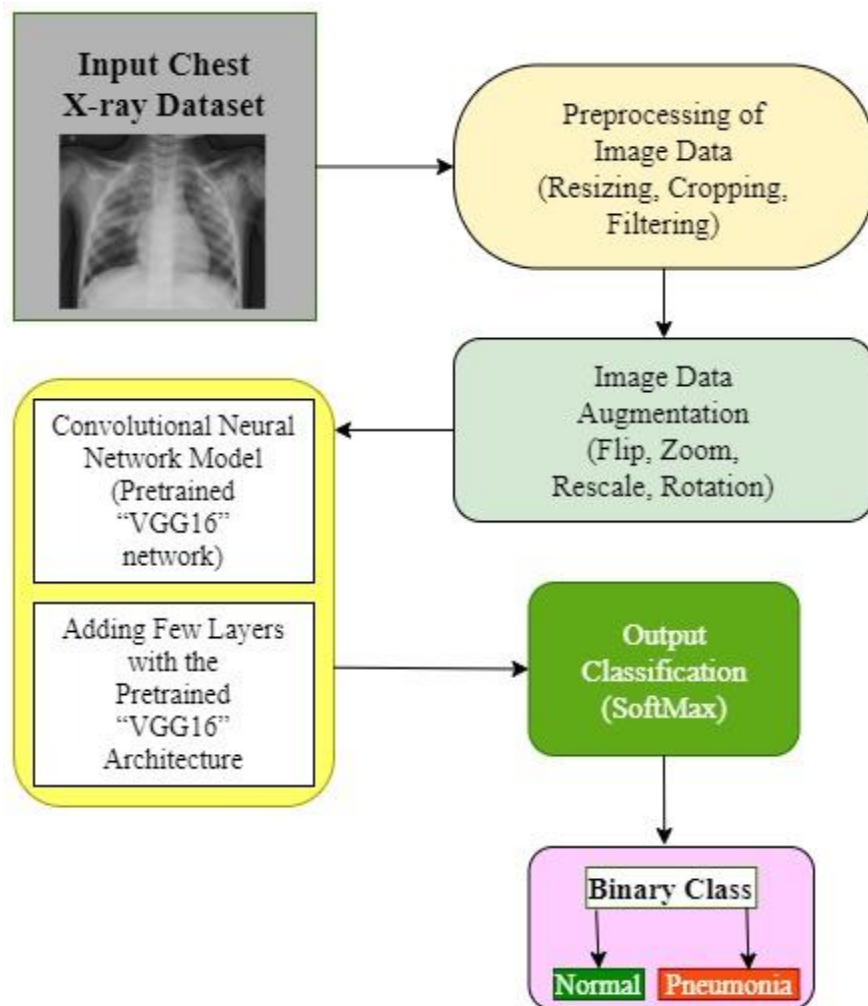 Input Chest
X-ray Dataset
Preprocessing of
Image Data
(Resizing, Cropping,
Filtering)
Image Data
Augmentation
(Flip, Zoom,
Rescale, Rotation)
Convolutional Neural
Network Model
(Pretrained
“VGG16”
network)
Adding Few Layers
with the
Pretrained
“VGG16”
Architecture
Output
Classification
(SoftMax)
Binary Class
Normal
Pneumonia